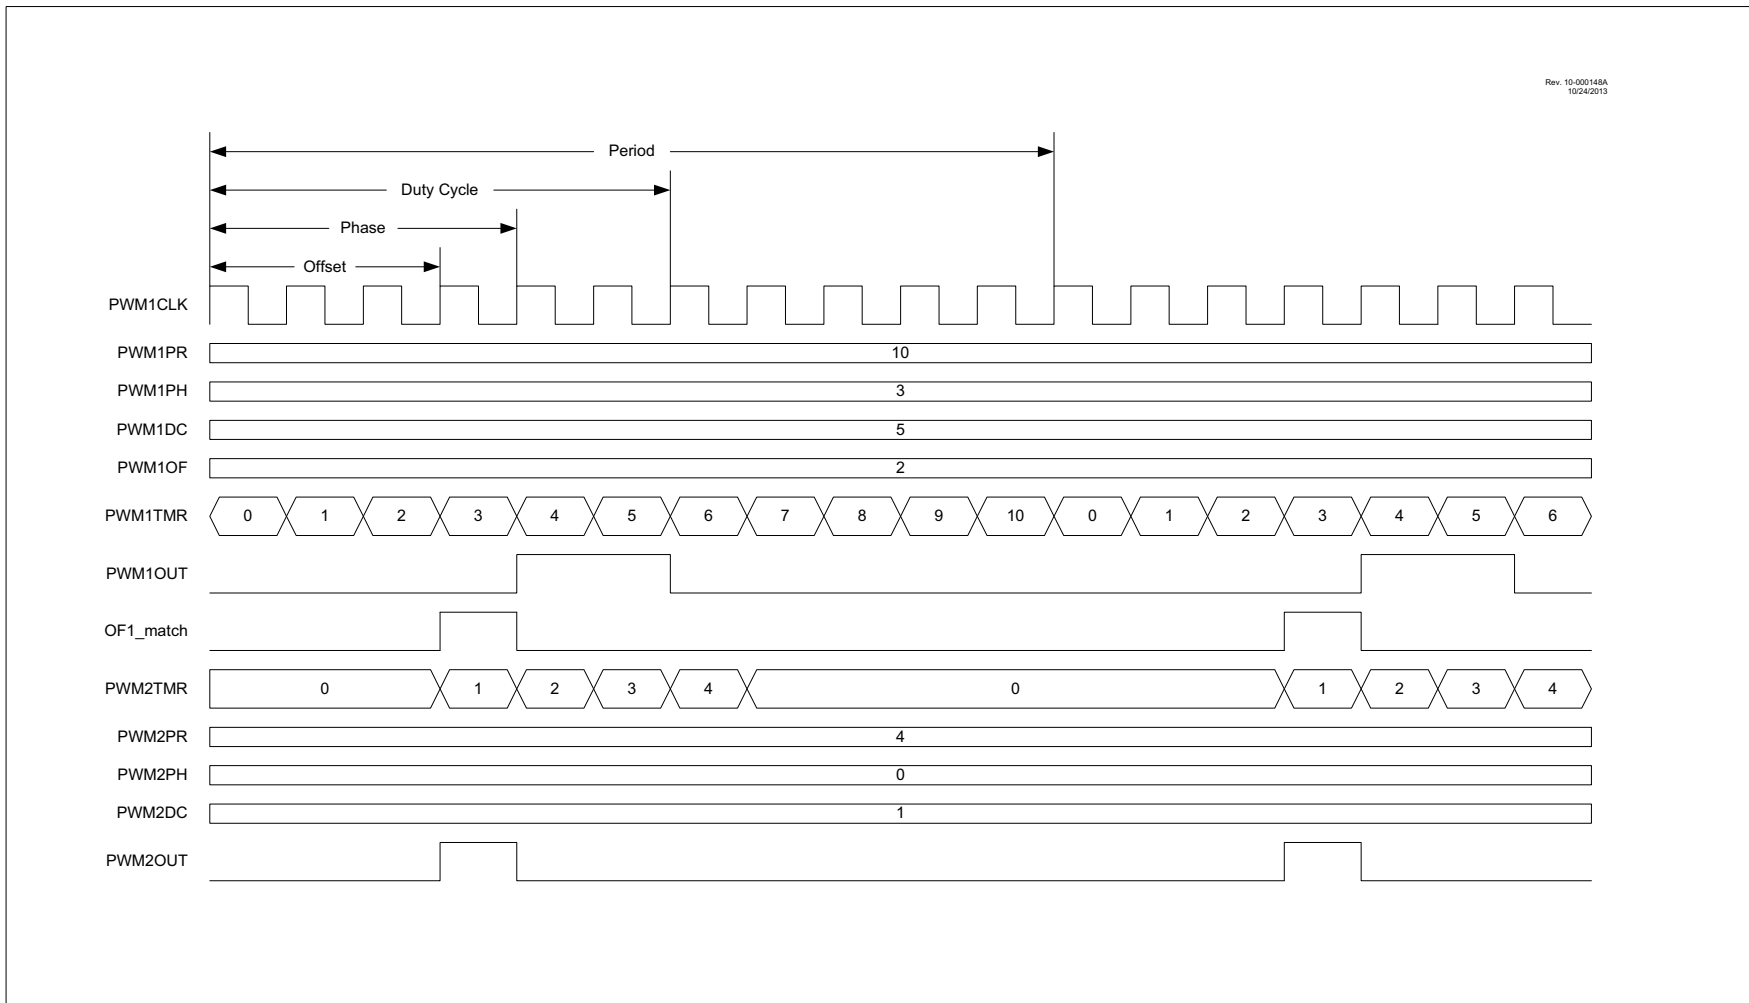 Rev. 10-000148A
10/24/2013
Period
Duty Cycle
Phase
Offset
PWM1CLK
PWM1PR 10
PWM1PH 3
PWM1DC 5
PWM1OF 2
PWM1TMR 0 1 2 3 4 5 6 7 8 9 10 0 1 2 3 4 5 6
PWM1OUT
OF1_match
PWM2TMR 0 1 2 3 4 0 1 2 3 4
PWM2PR 4
PWM2PH 0
PWM2DC 1
PWM2OUT